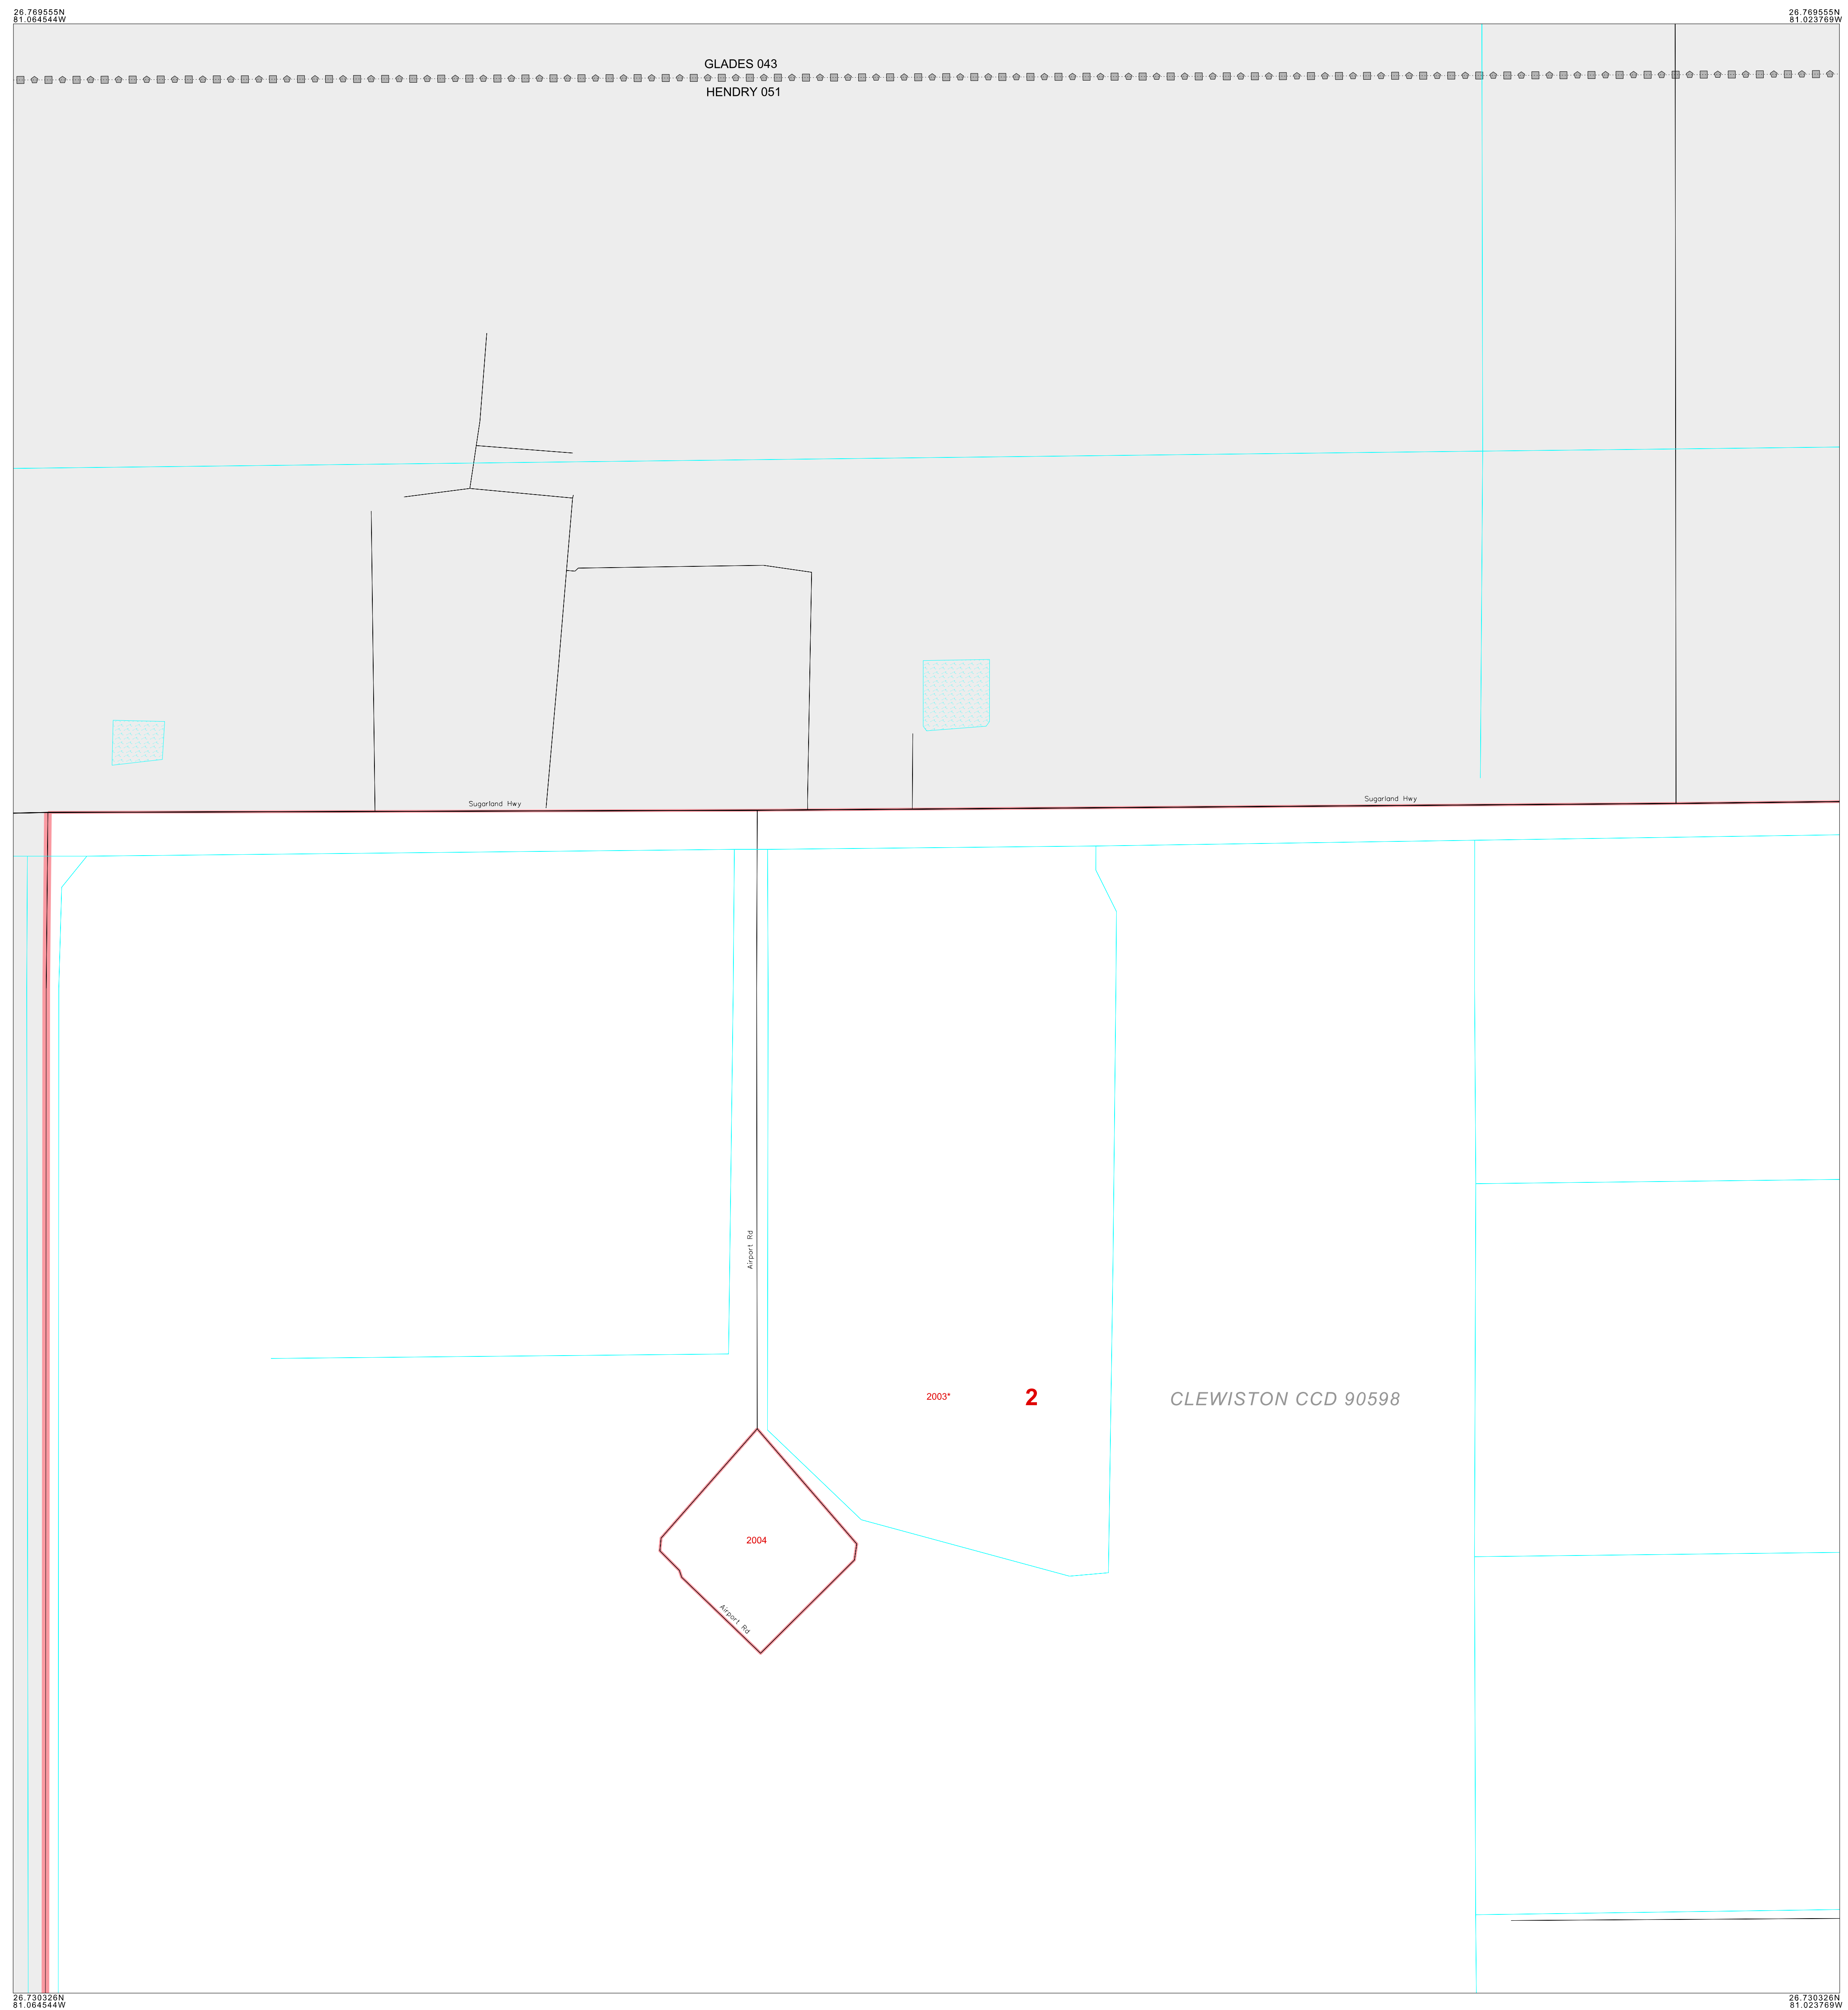 26.769555N
81.064544W
26.769555N
81.023769W
GLADES 043
HENDRY 051
Sugarland Hwy
Sugarland Hwy
Airport Rd
2003*
2
CLEWISTON CCD 90598
2004
Airport Rd
26.730326N
81.064544W
26.730326N
81.023769W